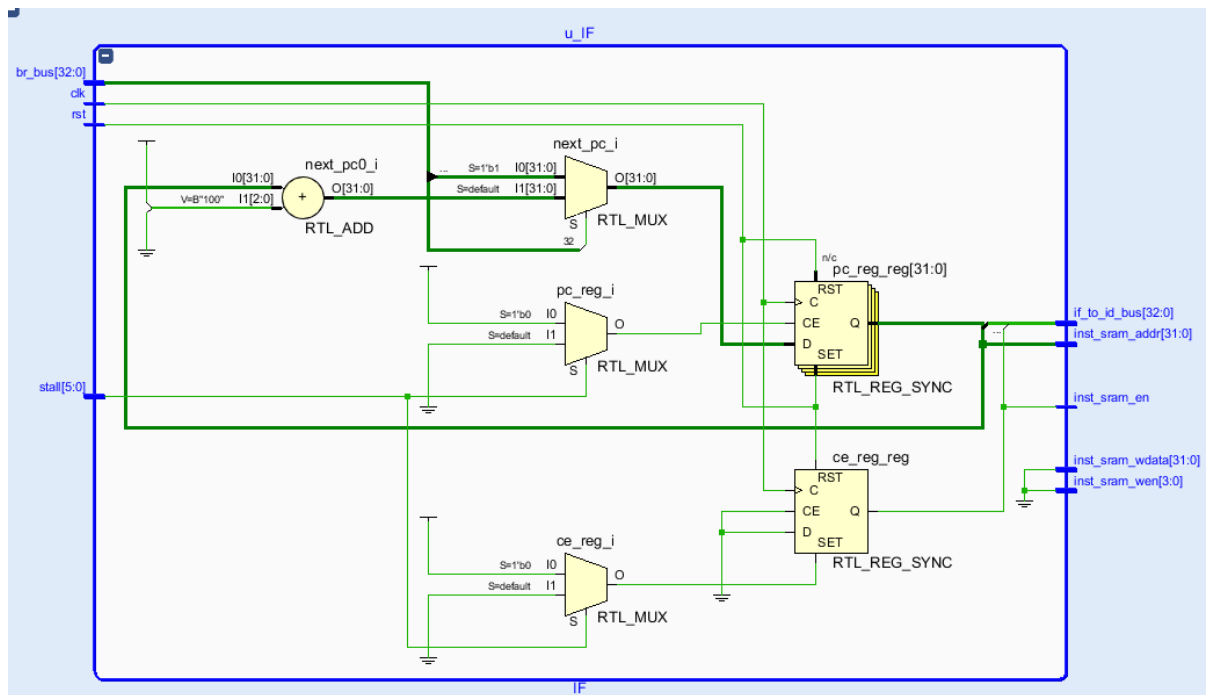 u_IF
br_bus[32:0]
clk
rst
next_pc0_i
I0[31:0]
O[31:0]
V=B"100"
I1[2:0]
+
RTL_ADD
next_pc_i
...
S=1'b1
I0[31:0]
O[31:0]
S=default
I1[31:0]
S
RTL_MUX
32
n/c
pc_reg_reg[31:0]
RST
C
CE
Q
D
SET
RTL_REG_SYNC
pc_reg_i
S=1'b0
I0
O
S=default
I1
S
RTL_MUX
if_to_id_bus[32:0]
...
inst_sram_addr[31:0]
stall[5:0]
inst_sram_en
ce_reg_reg
RST
C
CE
Q
D
SET
RTL_REG_SYNC
inst_sram_wdata[31:0]
inst_sram_wen[3:0]
ce_reg_i
S=1'b0
I0
O
S=default
I1
S
RTL_MUX
IF